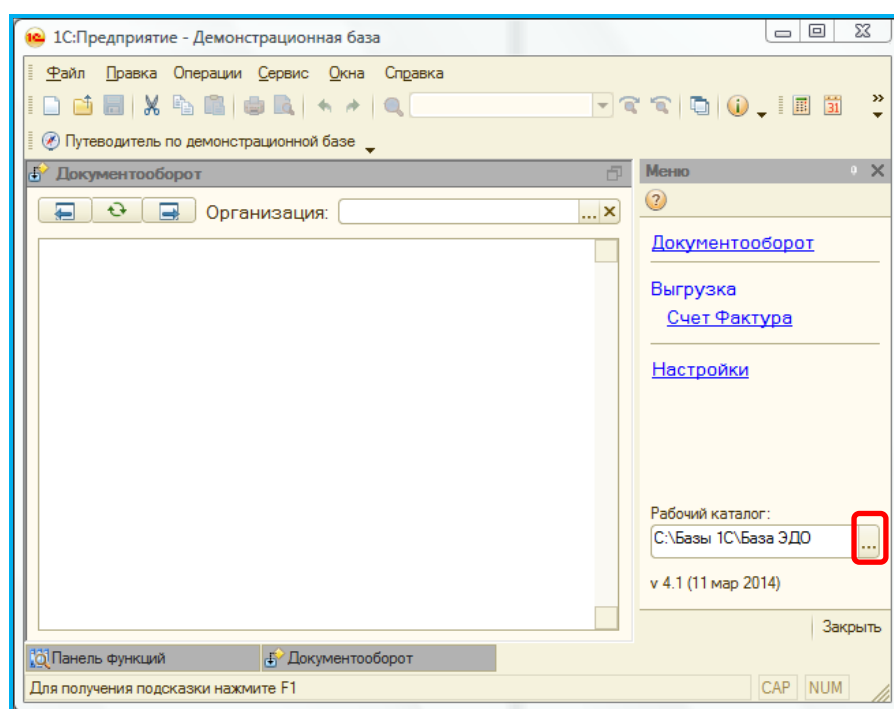 1С:Предприятие - Демонстрационная база
Файл Правка Операции Сервис Окна Справка
31
Путеводитель по демонстрационной базе
Документооборот
Меню
Организация:
...
Документооборот
Выгрузка
Счет Фактура
Настройки
Рабочий каталог:
С:\Базы 1С\База ЭДО ...
v 4.1 (11 мар 2014)
Закрыть
Панель функций Документооборот
Для получения подсказки нажмите F1 CAP NUM